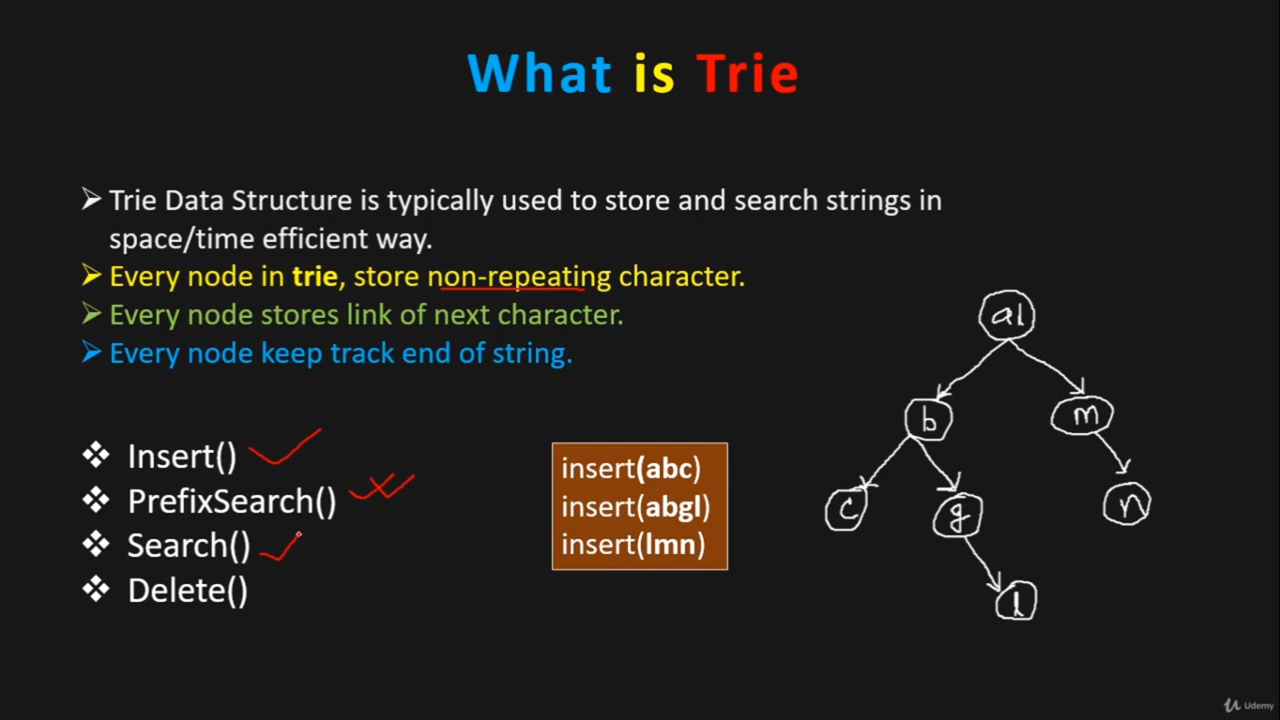 What is Trie
Trie Data Structure is typically used to store and search strings in
space/time efficient way.
Every node in trie, store non-repeating character.
Every node stores link of next character.
Every node keep track end of string.
Insert()
PrefixSearch()
Search()
Delete()
insert(abc)
insert(abgl)
insert(lmn)
al
b
m
c
g
n
l
Udemy